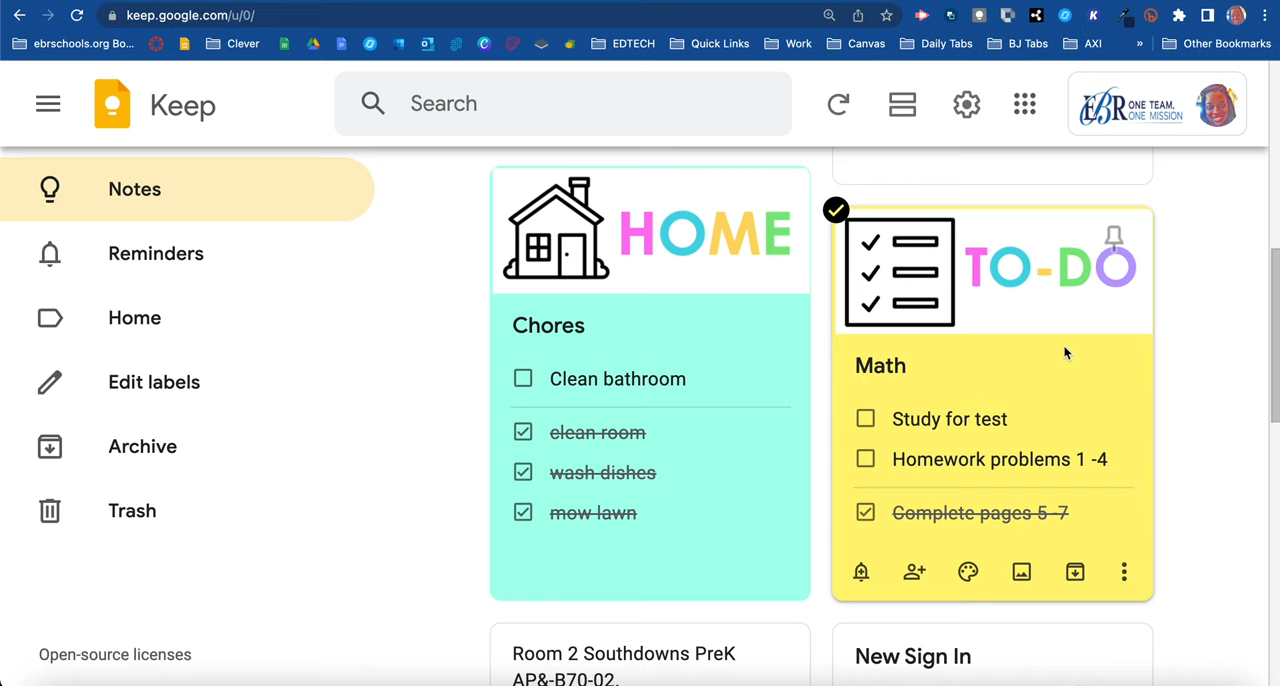 keep.google.com/u/0/
ebrschools.org Bo...
Clever
EDTECH
Quick Links
Work
Canvas
Daily Tabs
BJ Tabs
AXI
»
Other Bookmarks
Keep
Search
EBR ONE TEAM.
ONE MISSION
Notes
Reminders
Home
Edit labels
Archive
Trash
Open-source licenses
HOME
Chores
Clean bathroom
clean room
wash dishes
mow lawn
TO-DO
Math
Study for test
Homework problems 1 -4
Complete pages 5 -7
Room 2 Southdowns PreK
AP&-B70-02.
New Sign In